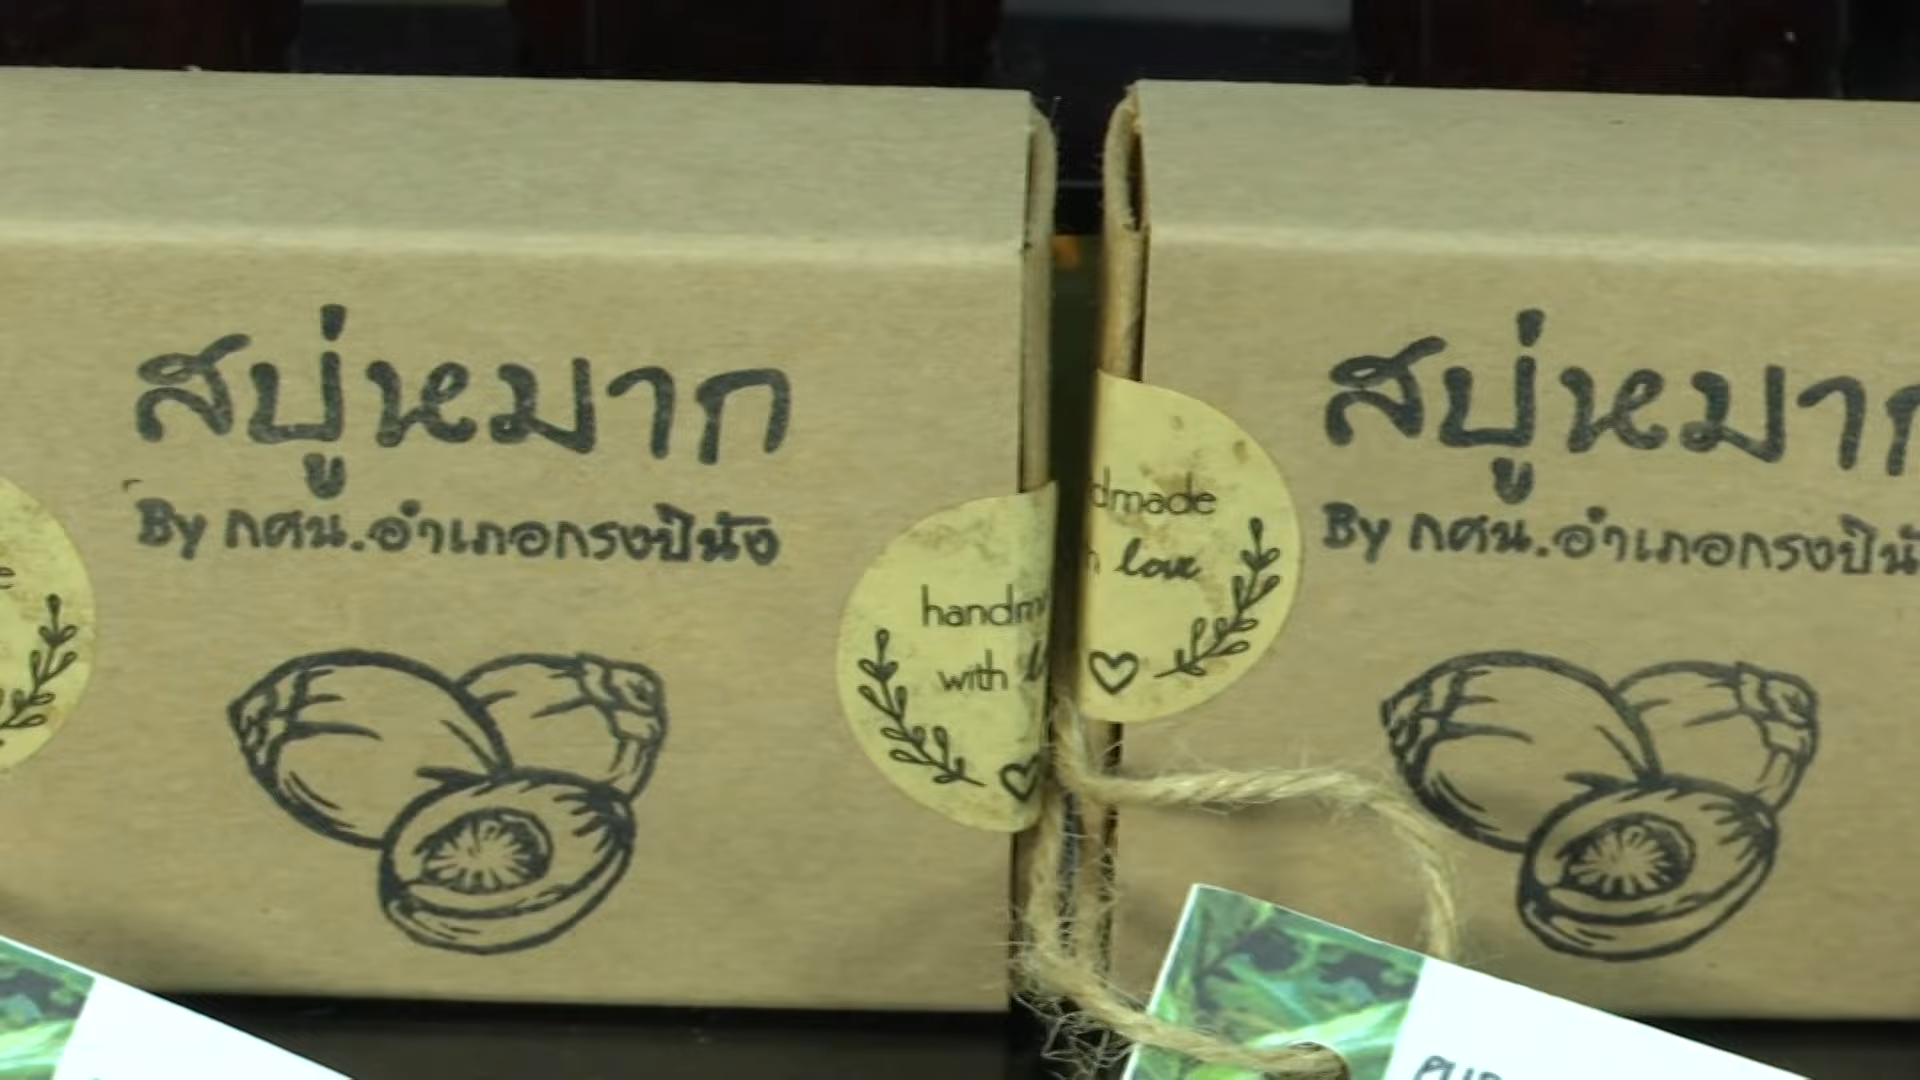 สบู่หมาก
By กศน.อำเภอกรงปินัง
handm
with
สบู่หมาก
By กศน.อำเภอกรงปินั
dmade
love